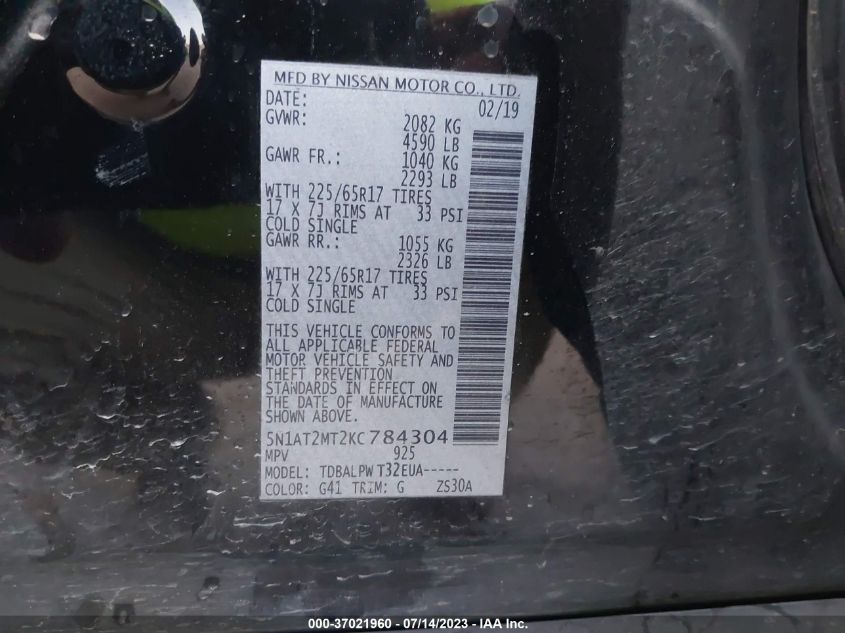 MFD BY NISSAN MOTOR CO., LTD.
DATE: 02/19
GVWR: 2082 KG
4590 LB
GAWR FR.: 1040 KG
2293 LB
WITH 225/65R17 TIRES
17 X 7J RIMS AT 33 PSI
COLD SINGLE
GAWR RR.: 1055 KG
2326 LB
WITH 225/65R17 TIRES
17 X 7J RIMS AT 33 PSI
COLD SINGLE
THIS VEHICLE CONFORMS TO
ALL APPLICABLE FEDERAL
MOTOR VEHICLE SAFETY AND
THEFT PREVENTION
STANDARDS IN EFFECT ON
THE DATE OF MANUFACTURE
SHOWN ABOVE.
5N1AT2MT2KC784304
MPV 925
MODEL: TDBALPW T32EUA-----
COLOR: G41 TRIM: G ZS30A
000-37021960 - 07/14/2023 - IAA Inc.